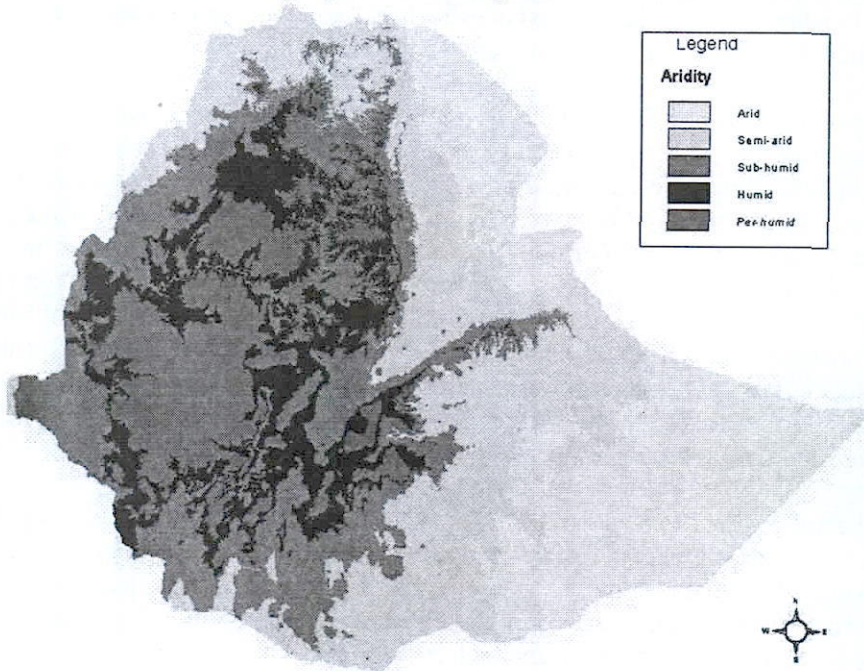 Legend
Aridity
Arid
Semi-arid
Sub-humid
Humid
Per-humid
N
W E
S